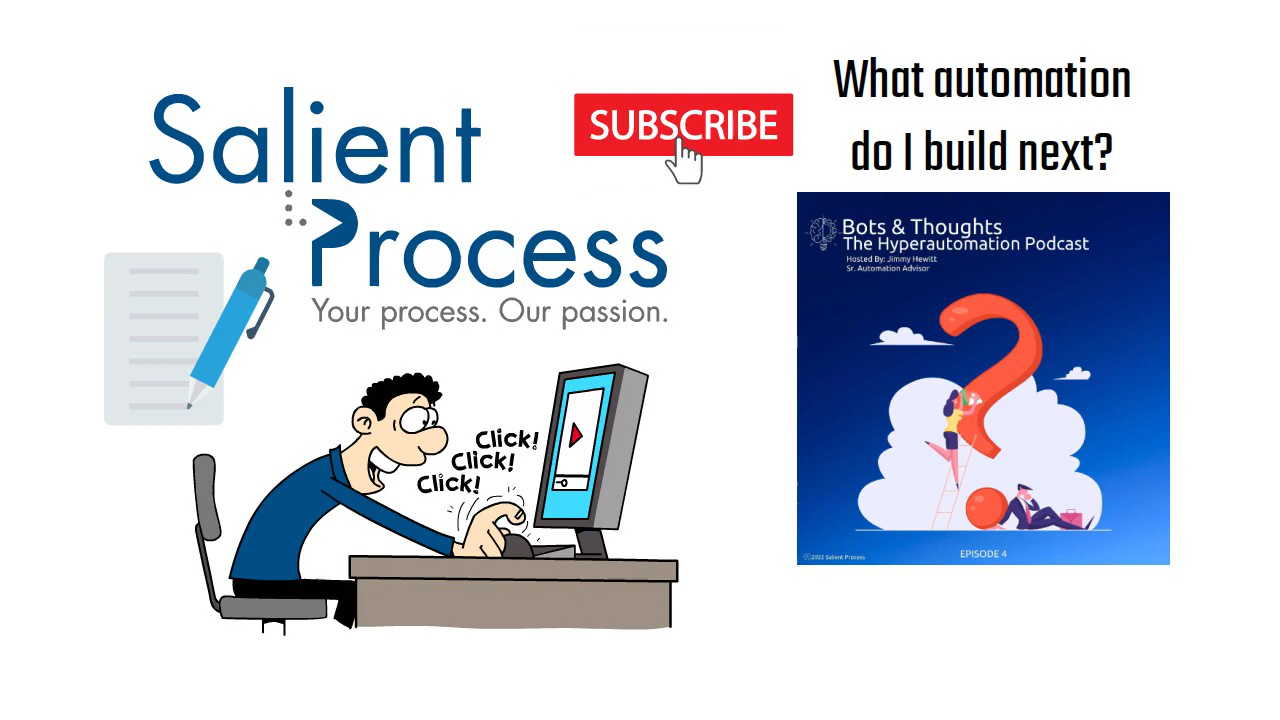 Salient
Process
Your process. Our passion.
SUBSCRIBE
What automation
do I build next?
Bots & Thoughts
The Hyperautomation Podcast
Hosted By: Jimmy Hewitt
Sr. Automation Advisor
Click!
Click!
Click!
EPISODE 4
©2022 Salient Process